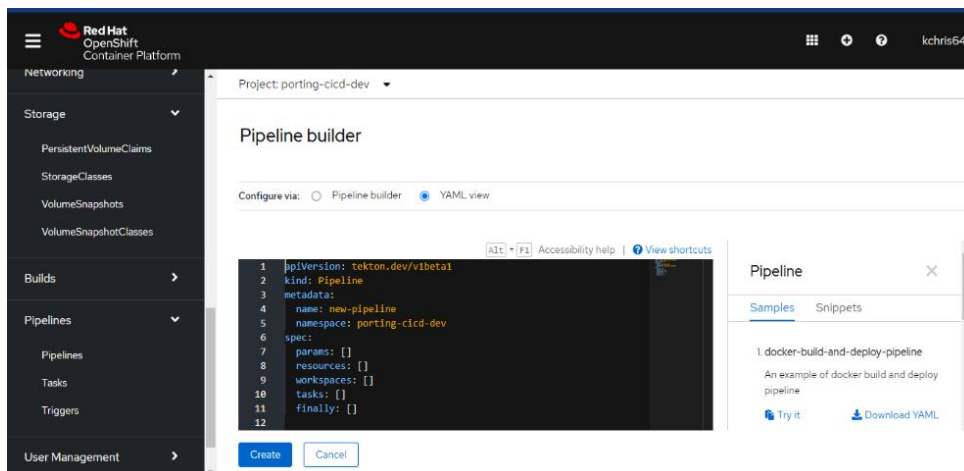 Red Hat
OpenShift
Container Platform
kchris64
Networking
Storage
PersistentVolumeClaims
StorageClasses
VolumeSnapshots
VolumeSnapshotClasses
Builds
Pipelines
Pipelines
Tasks
Triggers
User Management
Project: porting-cicd-dev
Pipeline builder
Configure via: Pipeline builder YAML view
Alt + F1 Accessibility help | View shortcuts
1 apiVersion: tekton.dev/v1beta1
2 kind: Pipeline
3 metadata:
4 name: new-pipeline
5 namespace: porting-cicd-dev
6 spec:
7 params: []
8 resources: []
9 workspaces: []
10 tasks: []
11 finally: []
12
Create Cancel
Pipeline
Samples Snippets
1. docker-build-and-deploy-pipeline
An example of docker build and deploy
pipeline
Try it Download YAML